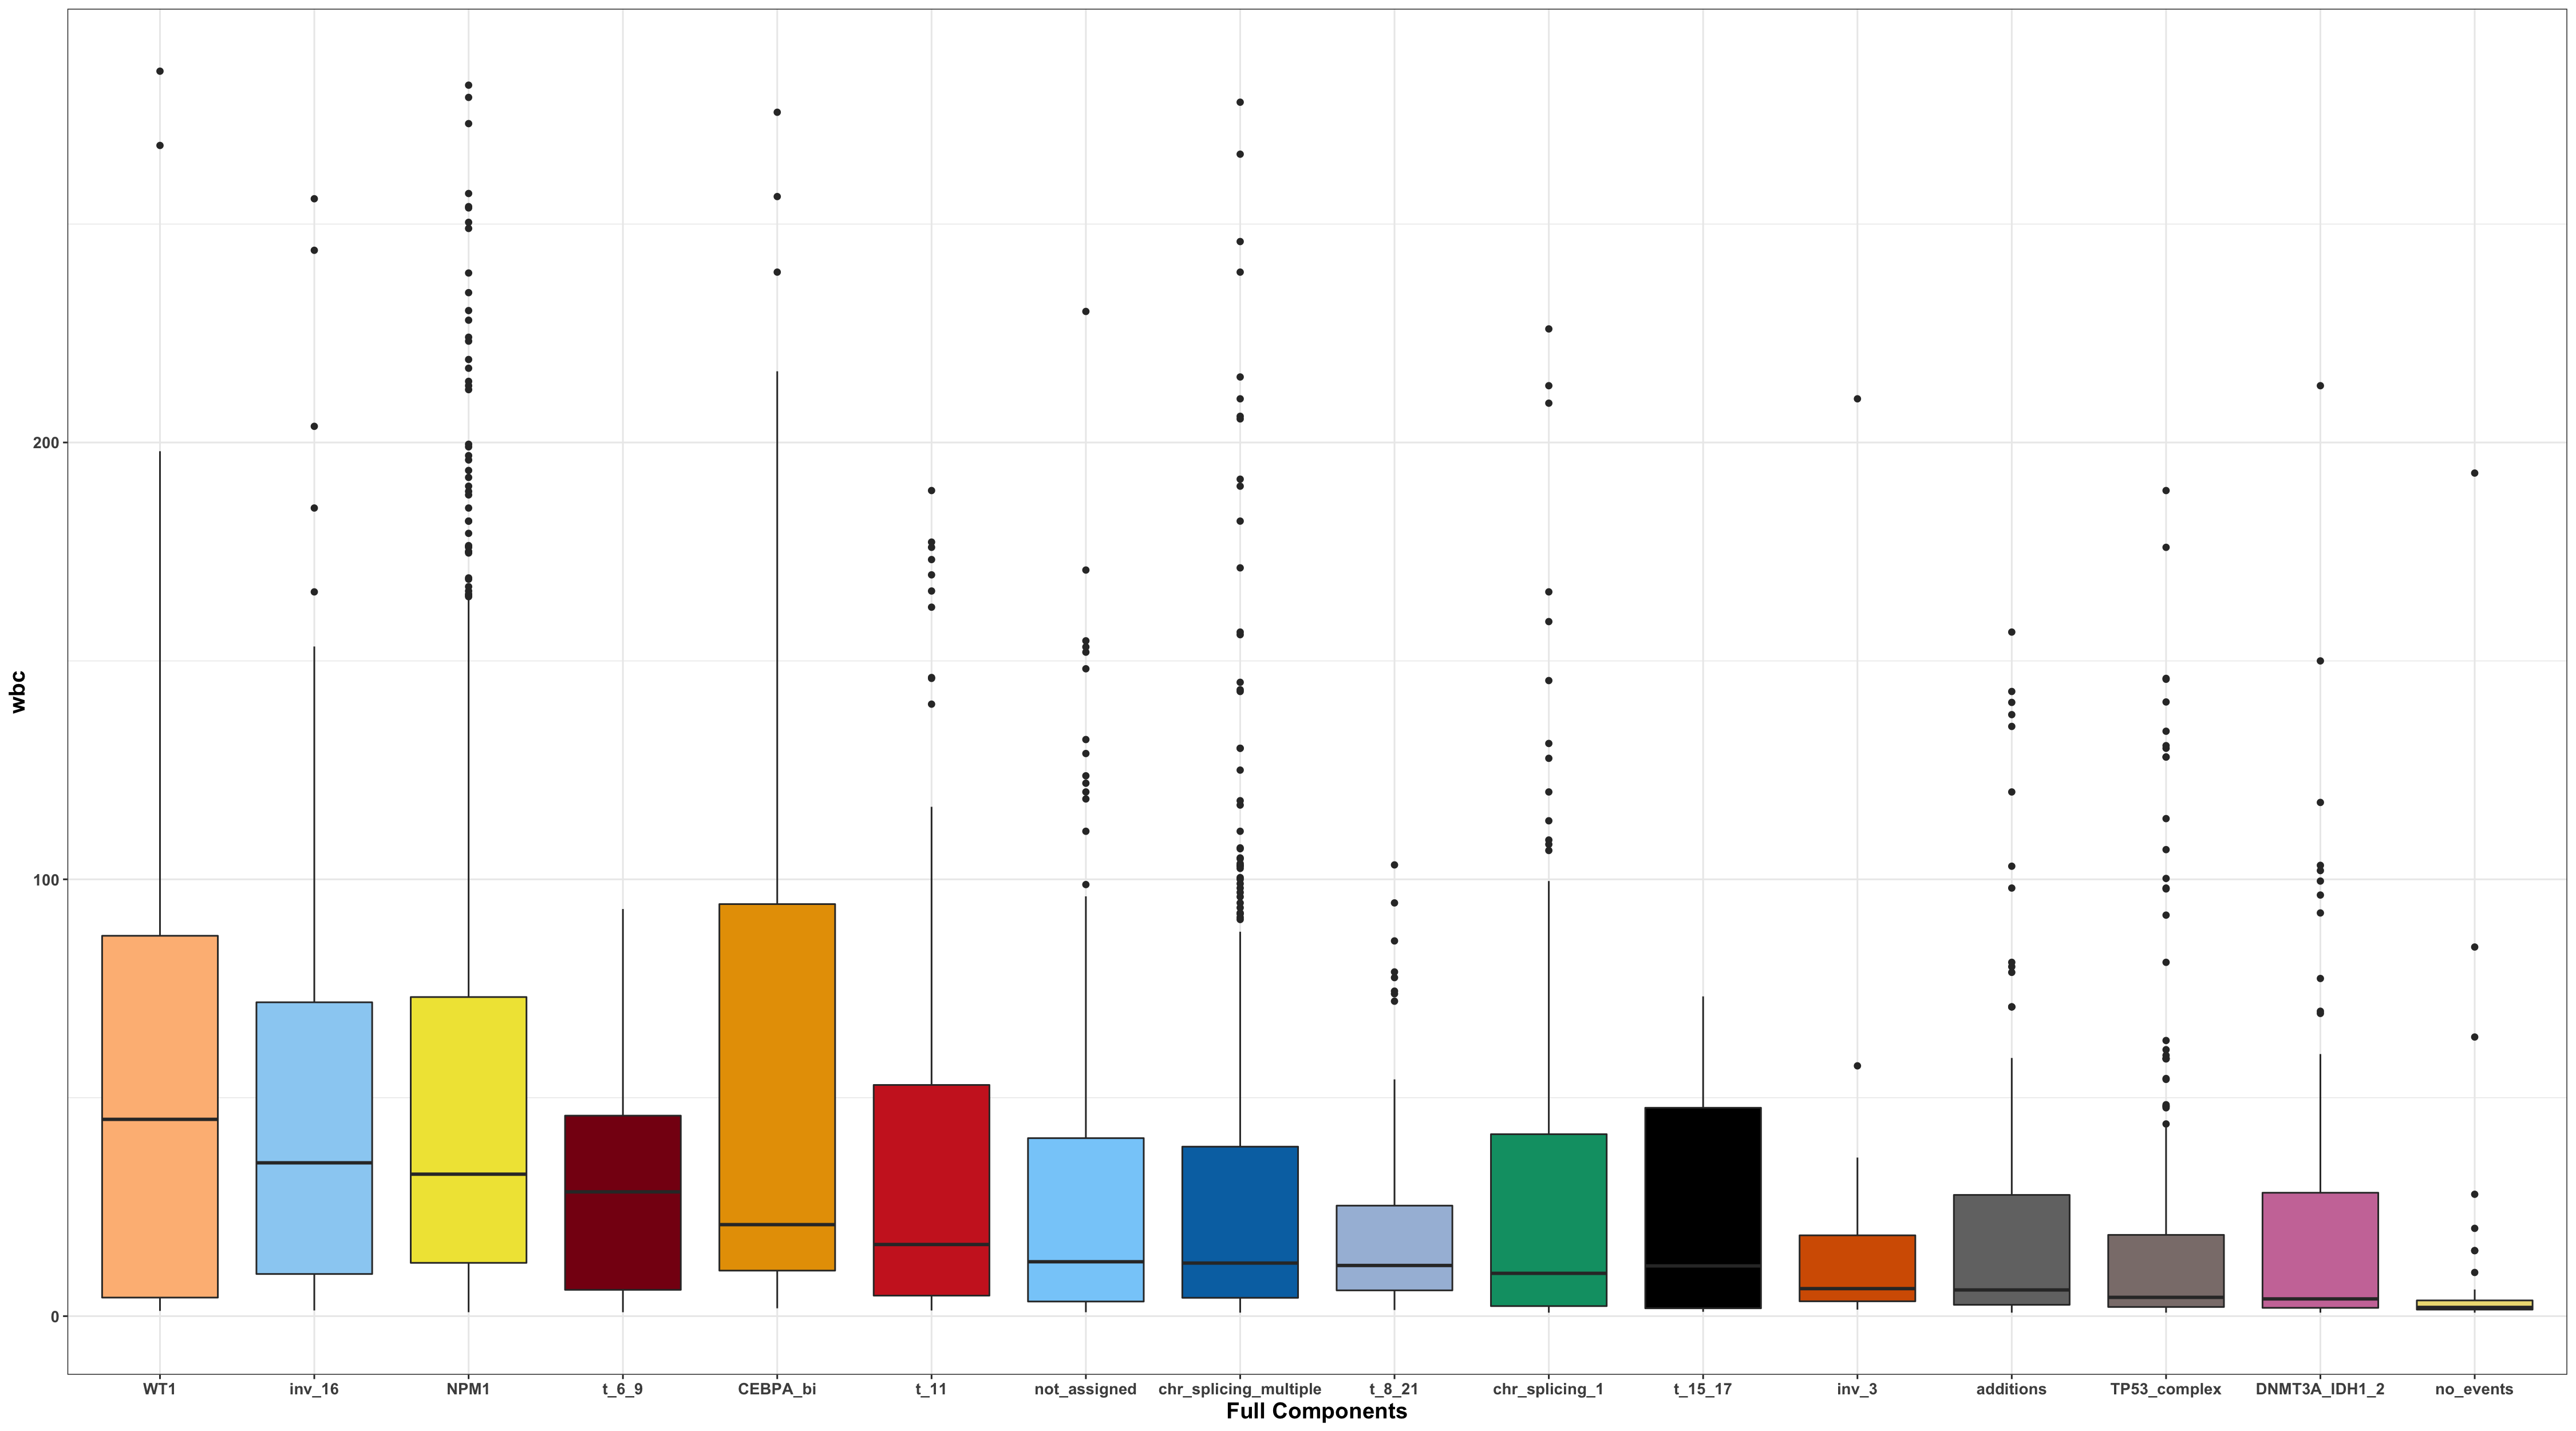 wbc
200
100
0
WT1 inv_16 NPM1 t_6_9 CEBPA_bi t_11 not_assigned chr_splicing_multiple t_8_21 chr_splicing_1 t_15_17 inv_3 additions TP53_complex DNMT3A_IDH1_2 no_events
Full Components